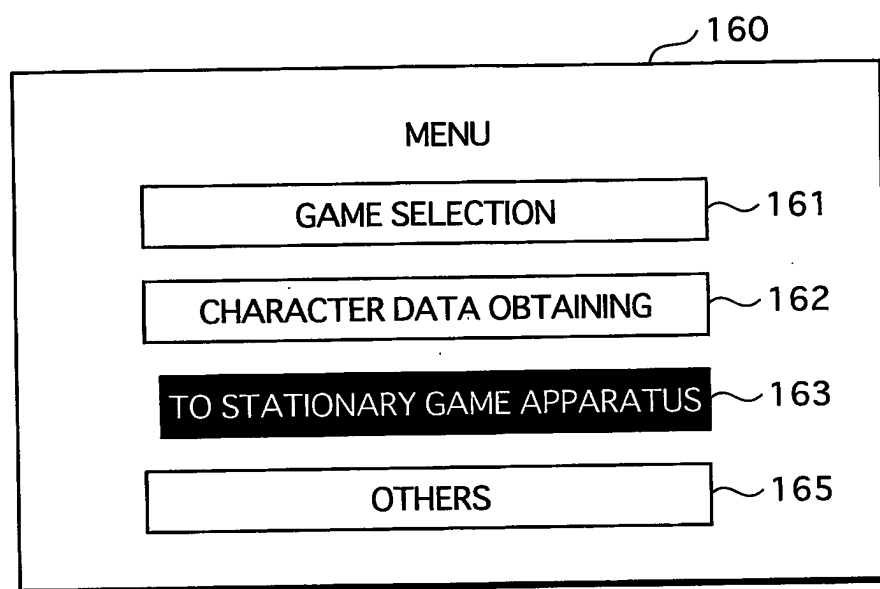 160
MENU
GAME SELECTION 161
CHARACTER DATA OBTAINING 162
TO STATIONARY GAME APPARATUS 163
OTHERS 165